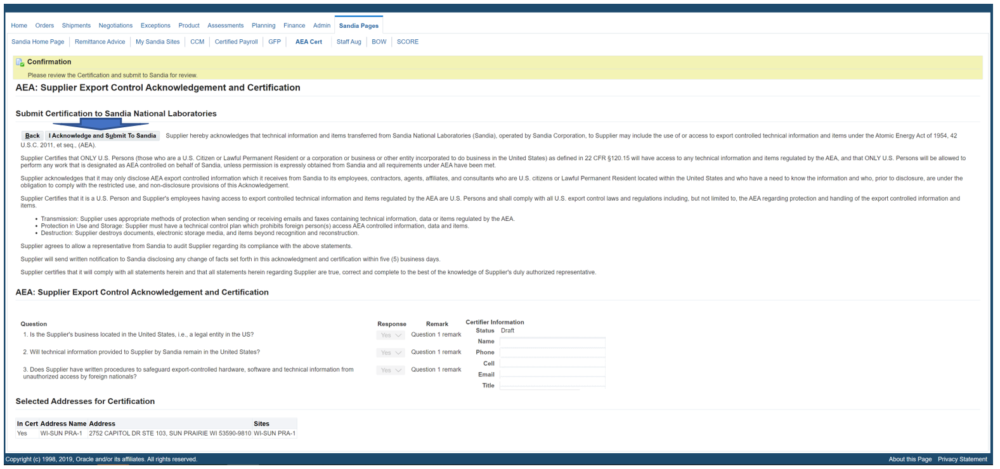 Home Orders Shipments Negotiations Exceptions Product Assessments Planning Finance Admin Sandia Pages
Sandia Home Page Remittance Advice My Sandia Sites CCM Certified Payroll GFP AEA Cert Staff Aug BOW SCORE
Confirmation
Please review the Certification and submit to Sandia for review.
AEA: Supplier Export Control Acknowledgement and Certification
Submit Certification to Sandia National Laboratories
Back I Acknowledge and Submit To Sandia Supplier hereby acknowledges that technical information and items transferred from Sandia National Laboratories (Sandia), operated by Sandia Corporation, to Supplier may include the use of or access to export controlled technical information and items under the Atomic Energy Act of 1954, 42
U.S.C. 2011, et seq., (AEA).
Supplier Certifies that ONLY U.S. Persons (those who are a U.S. Citizen or Lawful Permanent Resident or a corporation or business or other entity incorporated to do business in the United States) as defined in 22 CFR §120.15 will have access to any technical information and items regulated by the AEA, and that ONLY U.S. Persons will be allowed to
perform any work that is designated as AEA controlled on behalf of Sandia, unless permission is expressly obtained from Sandia and all requirements under AEA have been met.
Supplier acknowledges that it may only disclose AEA export controlled information which it receives from Sandia to its employees, contractors, agents, affiliates, and consultants who are U.S. citizens or Lawful Permanent Resident located within the United States and who have a need to know the information and who, prior to disclosure, are under the
obligation to comply with the restricted use, and non-disclosure provisions of this Acknowledgement.
Supplier Certifies that it is a U.S. Person and Supplier's employees having access to export controlled technical information and items regulated by the AEA are U.S. Persons and shall comply with all U.S. export control laws and regulations including, but not limited to, the AEA regarding protection and handling of the export controlled information and
items.
• Transmission: Supplier uses appropriate methods of protection when sending or receiving emails and faxes containing technical information, data or items regulated by the AEA.
• Protection in Use and Storage: Supplier must have a technical control plan which prohibits foreign person(s) access AEA controlled information, data and items.
• Destruction: Supplier destroys documents, electronic storage media, and items beyond recognition and reconstruction.
Supplier agrees to allow a representative from Sandia to audit Supplier regarding its compliance with the above statements.
Supplier will send written notification to Sandia disclosing any change of facts set forth in this acknowledgment and certification within five (5) business days.
Supplier certifies that it will comply with all statements herein and that all statements herein regarding Supplier are true, correct and complete to the best of the knowledge of Supplier's duly authorized representative.
AEA: Supplier Export Control Acknowledgement and Certification
Question Response Remark
1. Is the Supplier's business located in the United States, i.e., a legal entity in the US? Yes Question 1 remark
2. Will technical information provided to Supplier by Sandia remain in the United States? Yes Question 1 remark
3. Does Supplier have written procedures to safeguard export-controlled hardware, software and technical information from Yes Question 1 remark
unauthorized access by foreign nationals?
Certifier Information
Status Draft
Name
Phone
Cell
Email
Title
Selected Addresses for Certification
In Cert Address Name Address Sites
Yes WI-SUN PRA-1 2752 CAPITOL DR STE 103, SUN PRAIRIE WI 53590-9810 WI-SUN PRA-1
Copyright (c) 1998, 2019, Oracle and/or its affiliates. All rights reserved. About this Page Privacy Statement